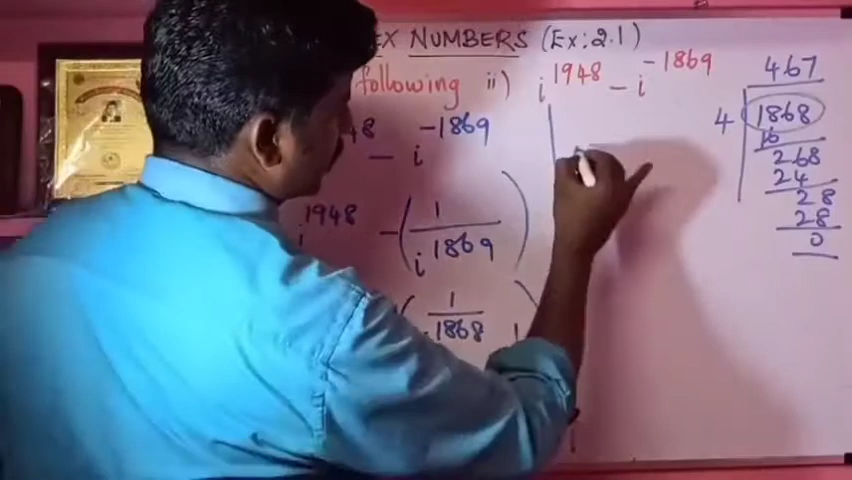 EX NUMBERS (Ex: 2.1)
following ii) i^1948 − i^−1869
48 − i^−1869
i^1948 − (1/i^1869)
(1/i^1868
467
4 1868
16
268
24
28
28
0